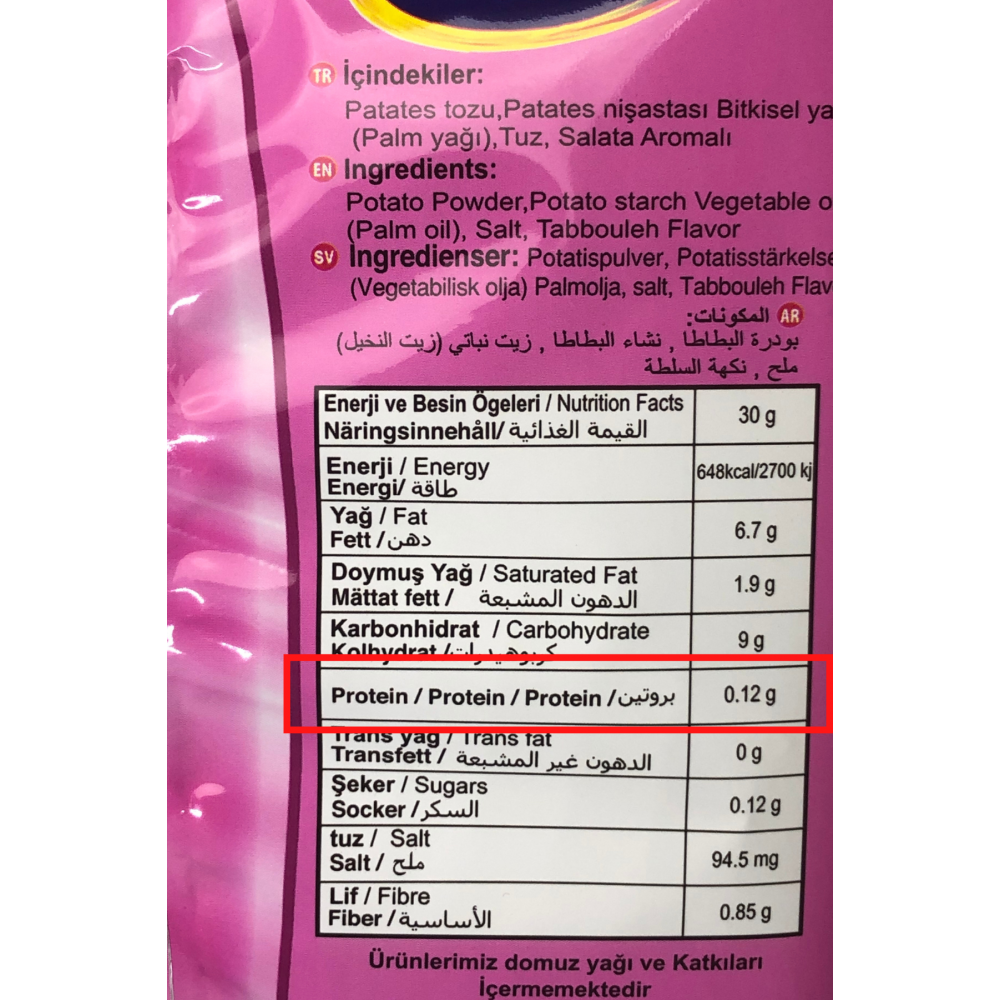 TR İçindekiler:
Patates tozu,Patates nişastası Bitkisel
(Palm yağı),Tuz, Salata Aromalı
EN Ingredients:
Potato Powder,Potato starch Vegetable
(Palm oil), Salt, Tabbouleh Flavor
SV Ingredienser: Potatispulver, Potatisstärkelse
(Vegetabilisk olja) Palmolja, salt, Tabbouleh
AR المكونات:
بودرة البطاطا , نشاء البطاطا , زيت نباتي (زيت النخيل)
ملح , نكهة السلطة
Enerji ve Besin Ögeleri / Nutrition Facts
Näringsinnehåll/ القيمة الغذائية
30 g
Enerji / Energy
Energi/ طاقة
648kcal/2700 kj
Yağ / Fat
Fett / دهن
6.7 g
Doymuş Yağ / Saturated Fat
Mättat fett / الدهون المشبعة
1.9 g
Karbonhidrat / Carbohydrate
Kolhydrat / كربوهيدرات
9 g
Protein / Protein / Protein / بروتين
0.12 g
Trans yağ / Trans fat
Transfett / الدهون غير المشبعة
0 g
Şeker / Sugars
Socker / السكر
0.12 g
tuz / Salt
Salt / ملح
94.5 mg
Lif / Fibre
Fiber / الأساسية
0.85 g
Ürünlerimiz domuz yağı ve Katkıları
İçermemektedir